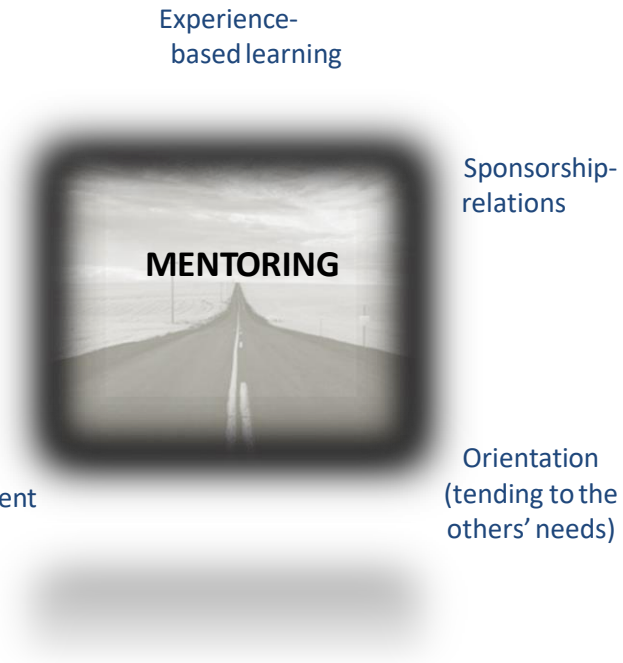 Experience-
based learning
Sponsorship-
relations
MENTORING
Orientation
(tending to the
others’ needs)